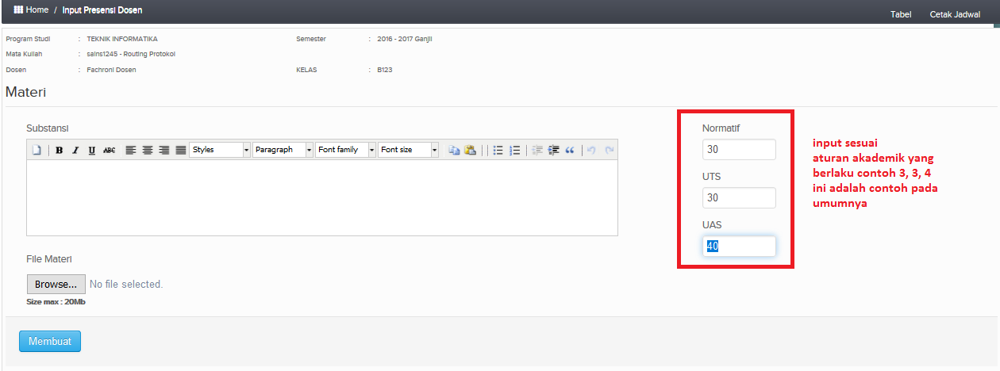 Home / Input Presensi Dosen
Tabel Cetak Jadwal
Program Studi : TEKNIK INFORMATIKA Semester : 2016 - 2017 Ganjil
Mata Kuliah : sains1245 - Routing Protokol
Dosen : Fachroni Dosen KELAS : B123
Materi
Substansi
B I U ABC Styles Paragraph Font family Font size
Normatif
30
UTS
30
UAS
40
input sesuai
aturan akademik yang
berlaku contoh 3, 3, 4
ini adalah contoh pada
umumnya
File Materi
Browse... No file selected.
Size max : 20Mb
Membuat